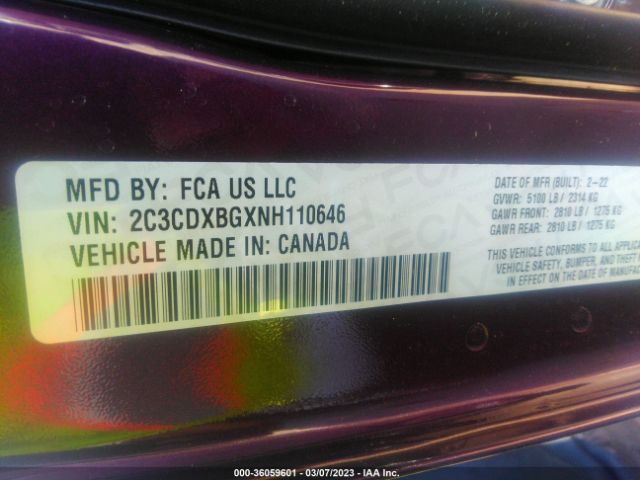 MFD BY: FCA US LLC
VIN: 2C3CDXBGXNH110646
VEHICLE MADE IN: CANADA
DATE OF MFR (BUILT): 2-22
GVWR: 5100 LB / 2314 KG
GAWR FRONT: 2810 LB / 1275 KG
GAWR REAR: 2810 LB / 1275 KG
THIS VEHICLE CONFORMS TO ALL APPLICA
VEHICLE SAFETY, BUMPER, AND THEFT
IN EFFECT ON THE DATE OF MANUFA
000-36059601 - 03/07/2023 - IAA Inc.